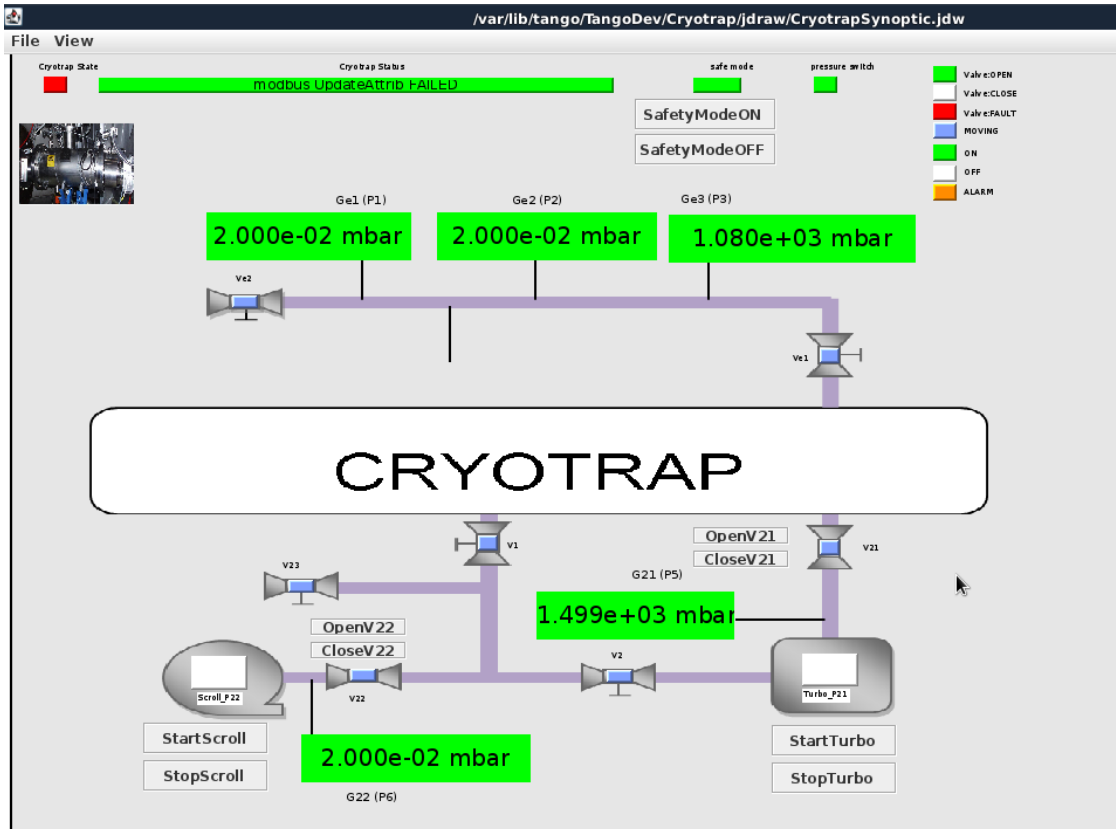 /var/lib/tango/TangoDev/Cryotrap/jdraw/CryotrapSynoptic.jdw
File View
Cryotrap State
Cryotrap Status
safe mode
pressure switch
modbus UpdateAttrib FAILED
Valve:OPEN
Valve:CLOSE
Valve:FAULT
MOVING
ON
OFF
ALARM
SafetyModeON
SafetyModeOFF
Ge1 (P1)
Ge2 (P2)
Ge3 (P3)
2.000e-02 mbar
2.000e-02 mbar
1.080e+03 mbar
Ve2
Ve1
CRYOTRAP
V1
OpenV21
CloseV21
V21
V23
G21 (P5)
1.499e+03 mbar
OpenV22
CloseV22
V2
Scroll_P22
V22
Turbo_P21
StartScroll
StopScroll
2.000e-02 mbar
G22 (P6)
StartTurbo
StopTurbo